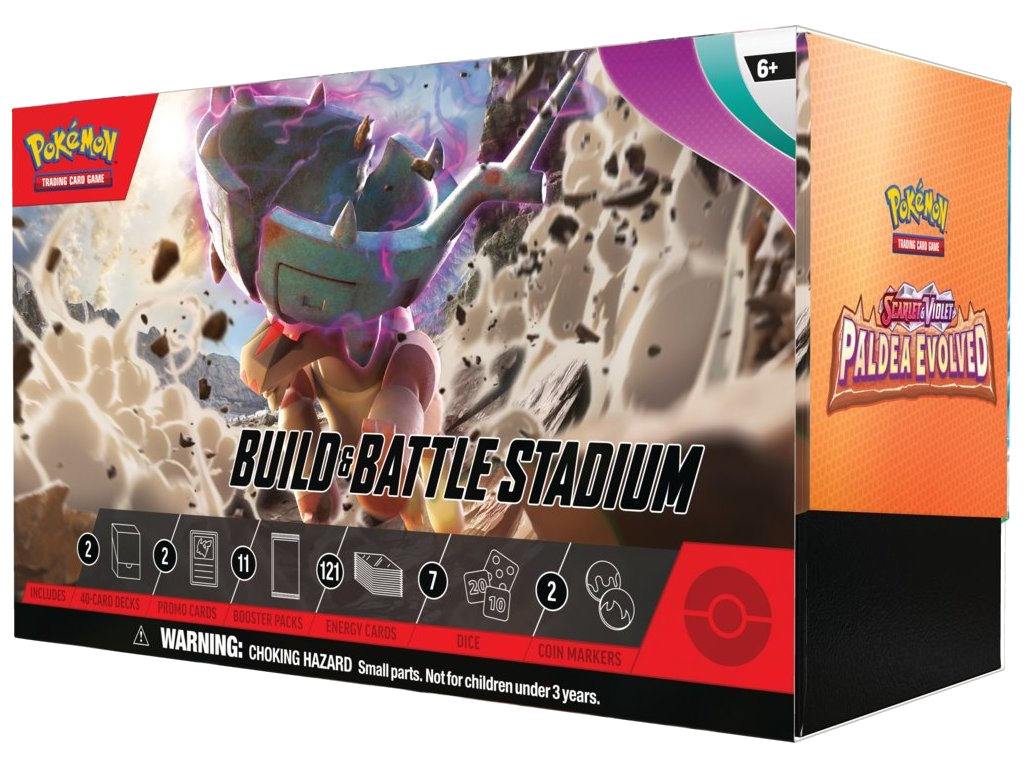 6+
POKéMON
TRADING CARD GAME
BUILD & BATTLE STADIUM
2 2 11 121 7 2
20
10
INCLUDES 40-CARD DECKS PROMO CARDS BOOSTER PACKS ENERGY CARDS DICE COIN MARKERS
WARNING: CHOKING HAZARD Small parts. Not for children under 3 years.
POKéMON
TRADING CARD GAME
SCARLET & VIOLET
PALDEA EVOLVED